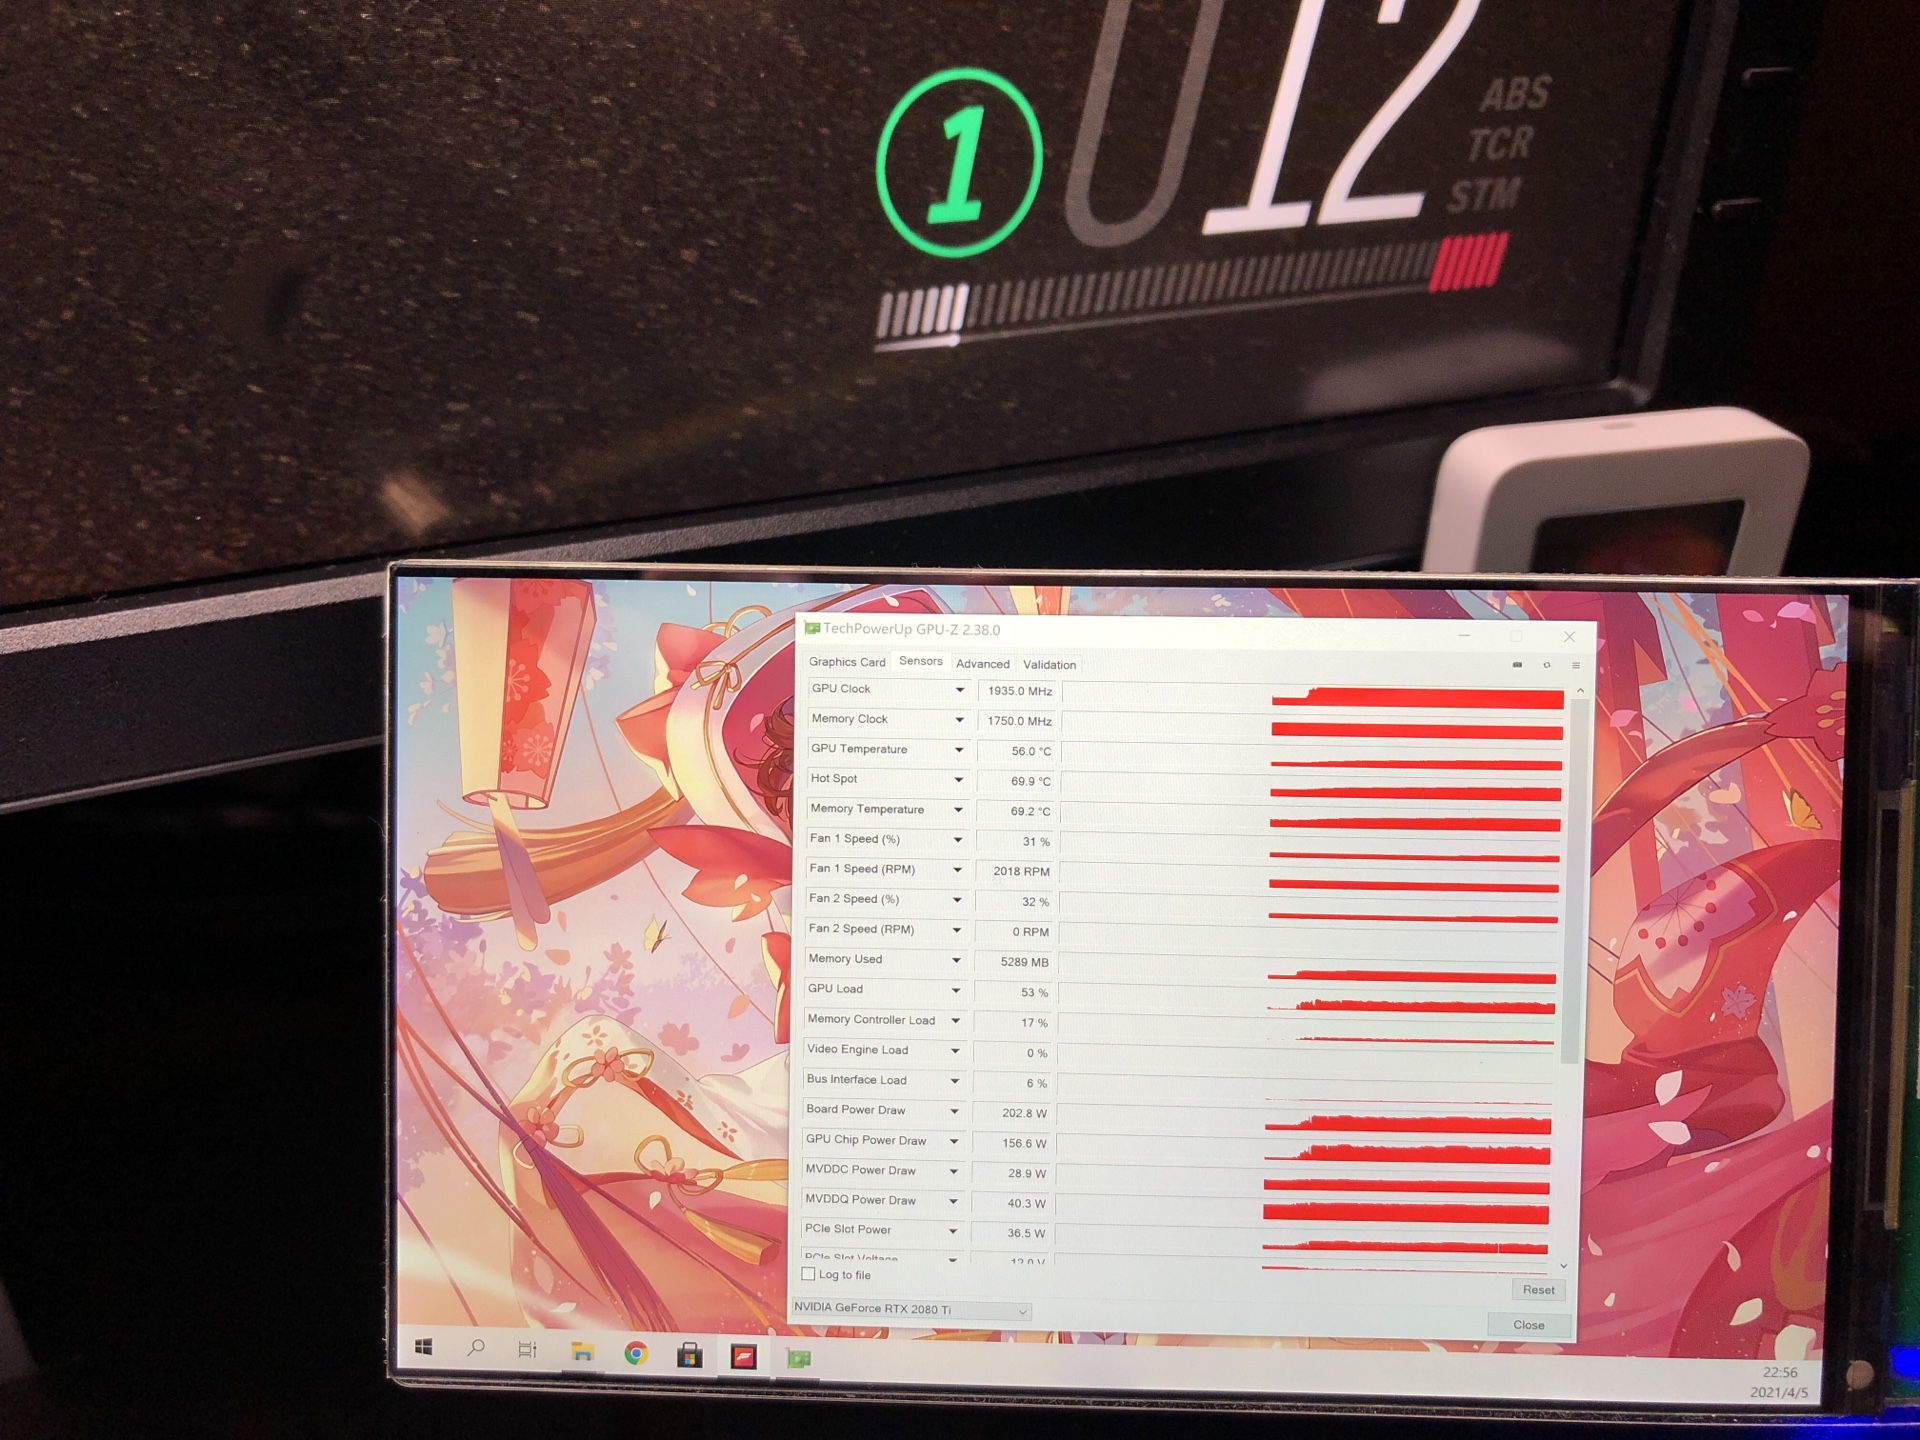 012
1
ABS
TCR
STM
TechPowerUp GPU-Z 2.38.0
Graphics Card Sensors Advanced Validation
GPU Clock 1935.0 MHz
Memory Clock 1750.0 MHz
GPU Temperature 56.0 °C
Hot Spot 69.9 °C
Memory Temperature 69.2 °C
Fan 1 Speed (%) 31 %
Fan 1 Speed (RPM) 2018 RPM
Fan 2 Speed (%) 32 %
Fan 2 Speed (RPM) 0 RPM
Memory Used 5289 MB
GPU Load 53 %
Memory Controller Load 17 %
Video Engine Load 0 %
Bus Interface Load 6 %
Board Power Draw 202.8 W
GPU Chip Power Draw 156.6 W
MVDDC Power Draw 28.9 W
MVDDQ Power Draw 40.3 W
PCIe Slot Power 36.5 W
PCIe Slot Voltage 12.0 V
Log to file
Reset
NVIDIA GeForce RTX 2080 Ti
Close
22:56
2021/4/5